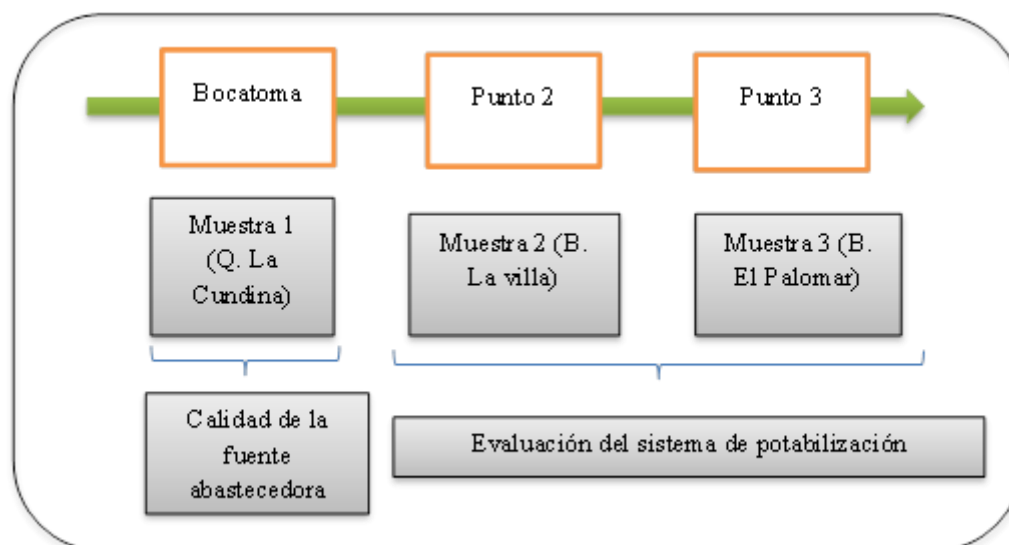 Bocatoma
Punto 2
Punto 3
Muestra 1
(Q. La
Cundina)
Muestra 2 (B.
La villa)
Muestra 3 (B.
El Palomar)
Calidad de la
fuente
abastecedora
Evaluación del sistema de potabilización